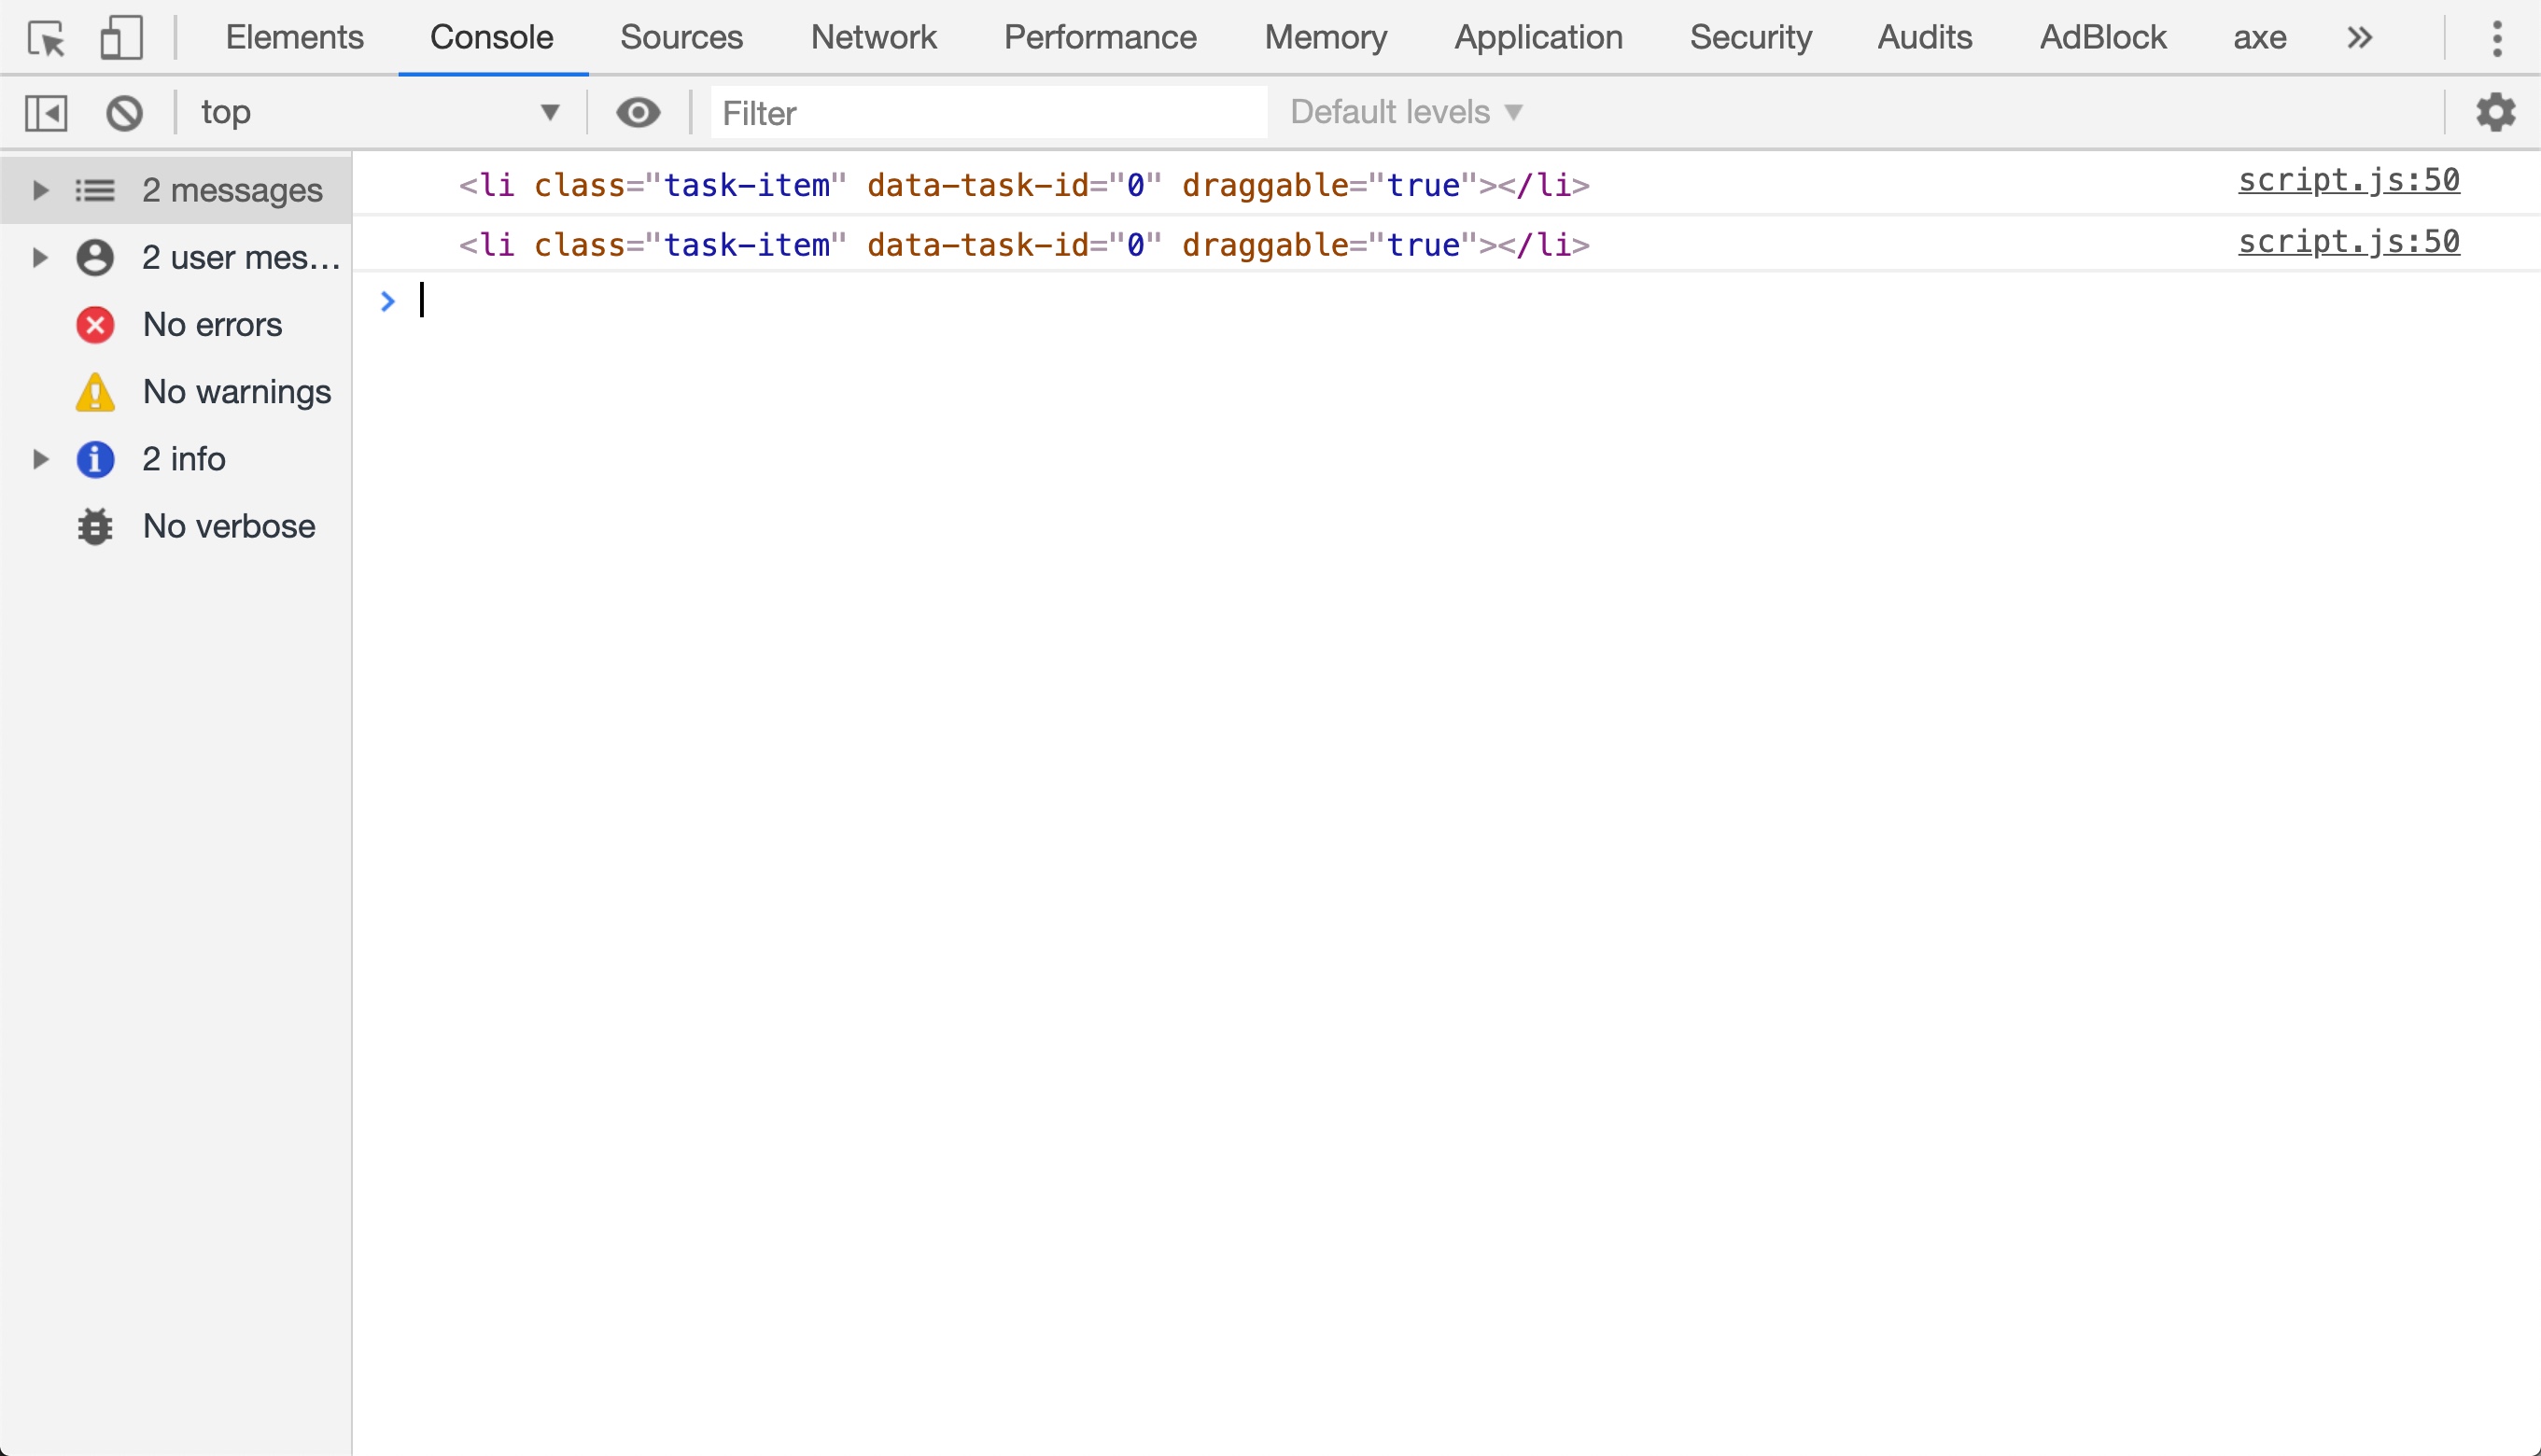 Elements Console Sources Network Performance Memory Application Security Audits AdBlock axe »
top Filter Default levels
2 messages
2 user mes…
No errors
No warnings
2 info
No verbose
<li class="task-item" data-task-id="0" draggable="true"></li> script.js:50
<li class="task-item" data-task-id="0" draggable="true"></li> script.js:50
>